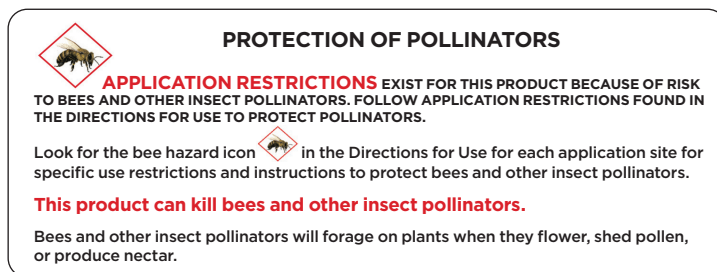 PROTECTION OF POLLINATORS
APPLICATION RESTRICTIONS EXIST FOR THIS PRODUCT BECAUSE OF RISK
TO BEES AND OTHER INSECT POLLINATORS. FOLLOW APPLICATION RESTRICTIONS FOUND IN
THE DIRECTIONS FOR USE TO PROTECT POLLINATORS.
Look for the bee hazard icon in the Directions for Use for each application site for
specific use restrictions and instructions to protect bees and other insect pollinators.
This product can kill bees and other insect pollinators.
Bees and other insect pollinators will forage on plants when they flower, shed pollen,
or produce nectar.